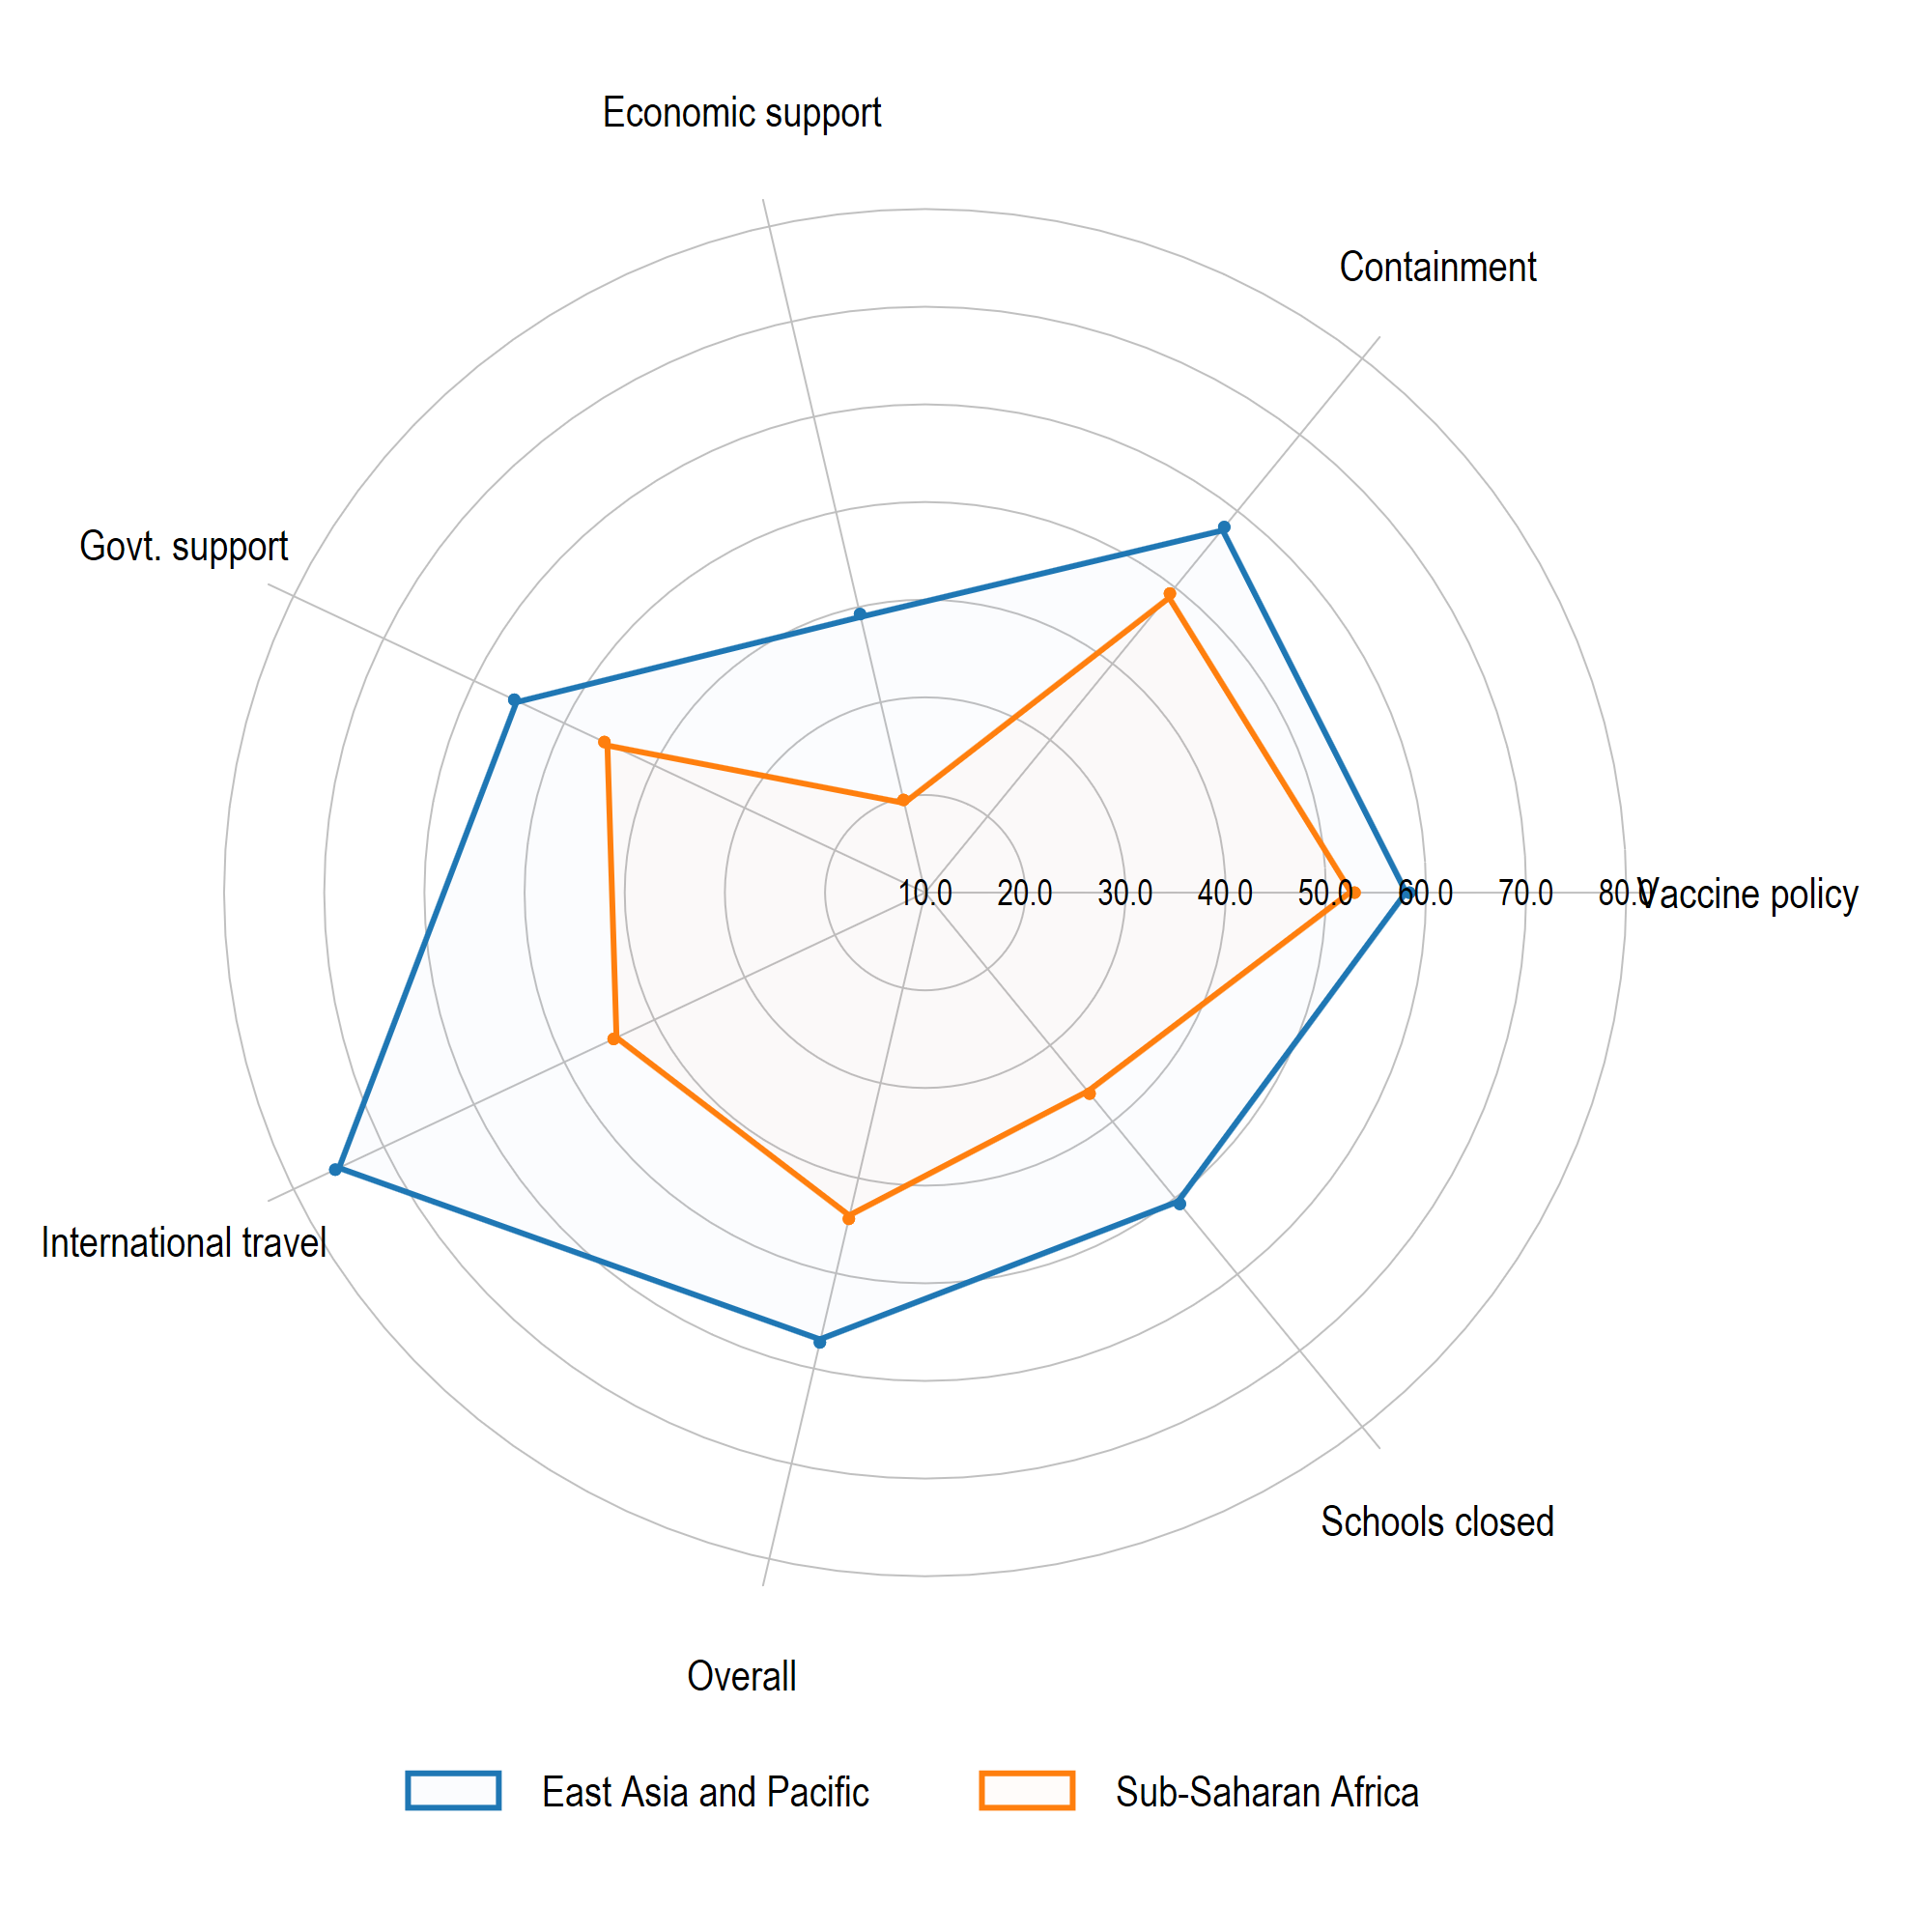 Economic support
Containment
Govt. support
10.0 20.0 30.0 40.0 50.0 60.0 70.0 80.0 Vaccine policy
International travel
Schools closed
Overall
East Asia and Pacific Sub-Saharan Africa